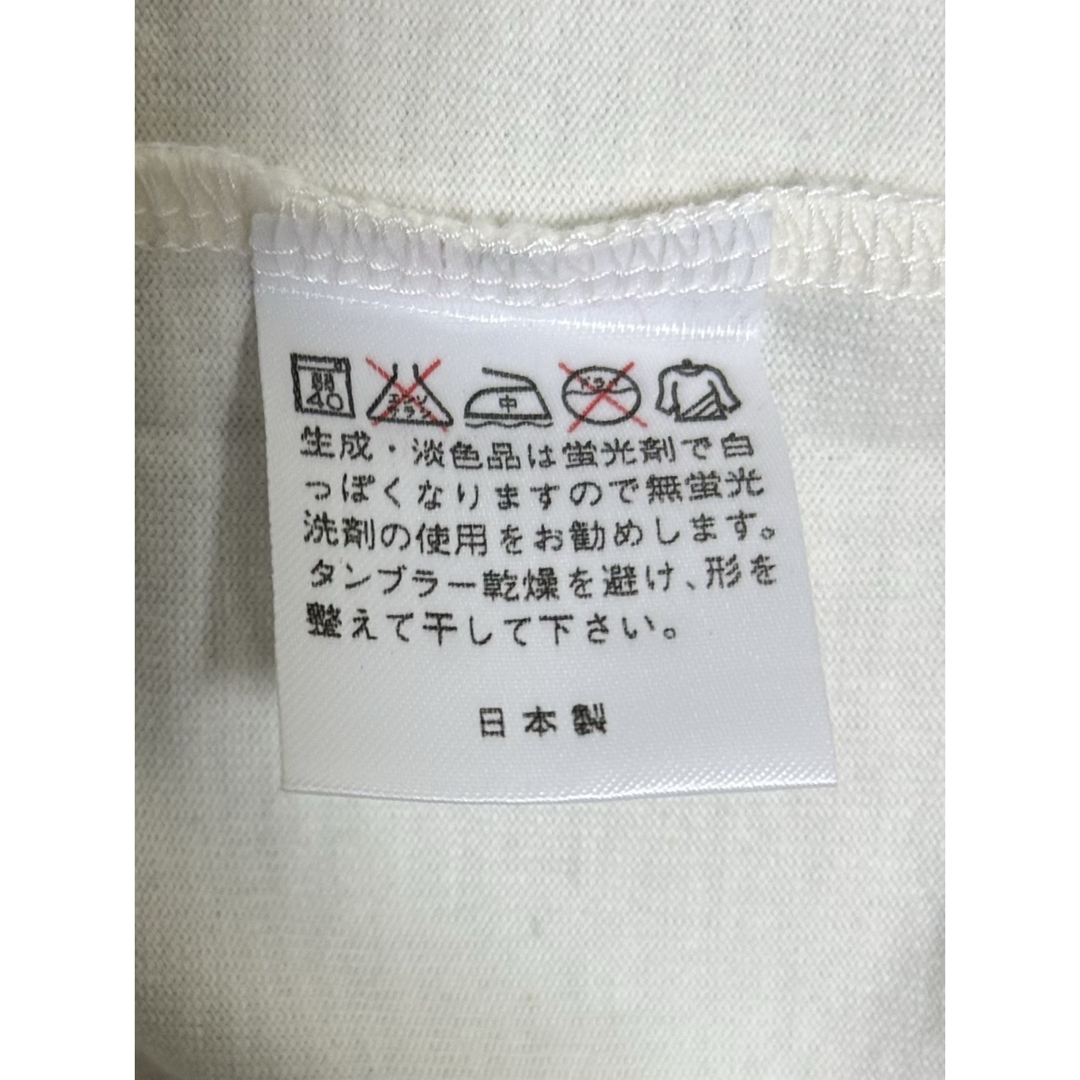 弱 40 エンソ サラシ 中 ドライ
生成・淡色品は蛍光剤で白
っぽくなりますので無蛍光
洗剤の使用をお勧めします。
タンブラー乾燥を避け、形を
整えて干して下さい。
日本製